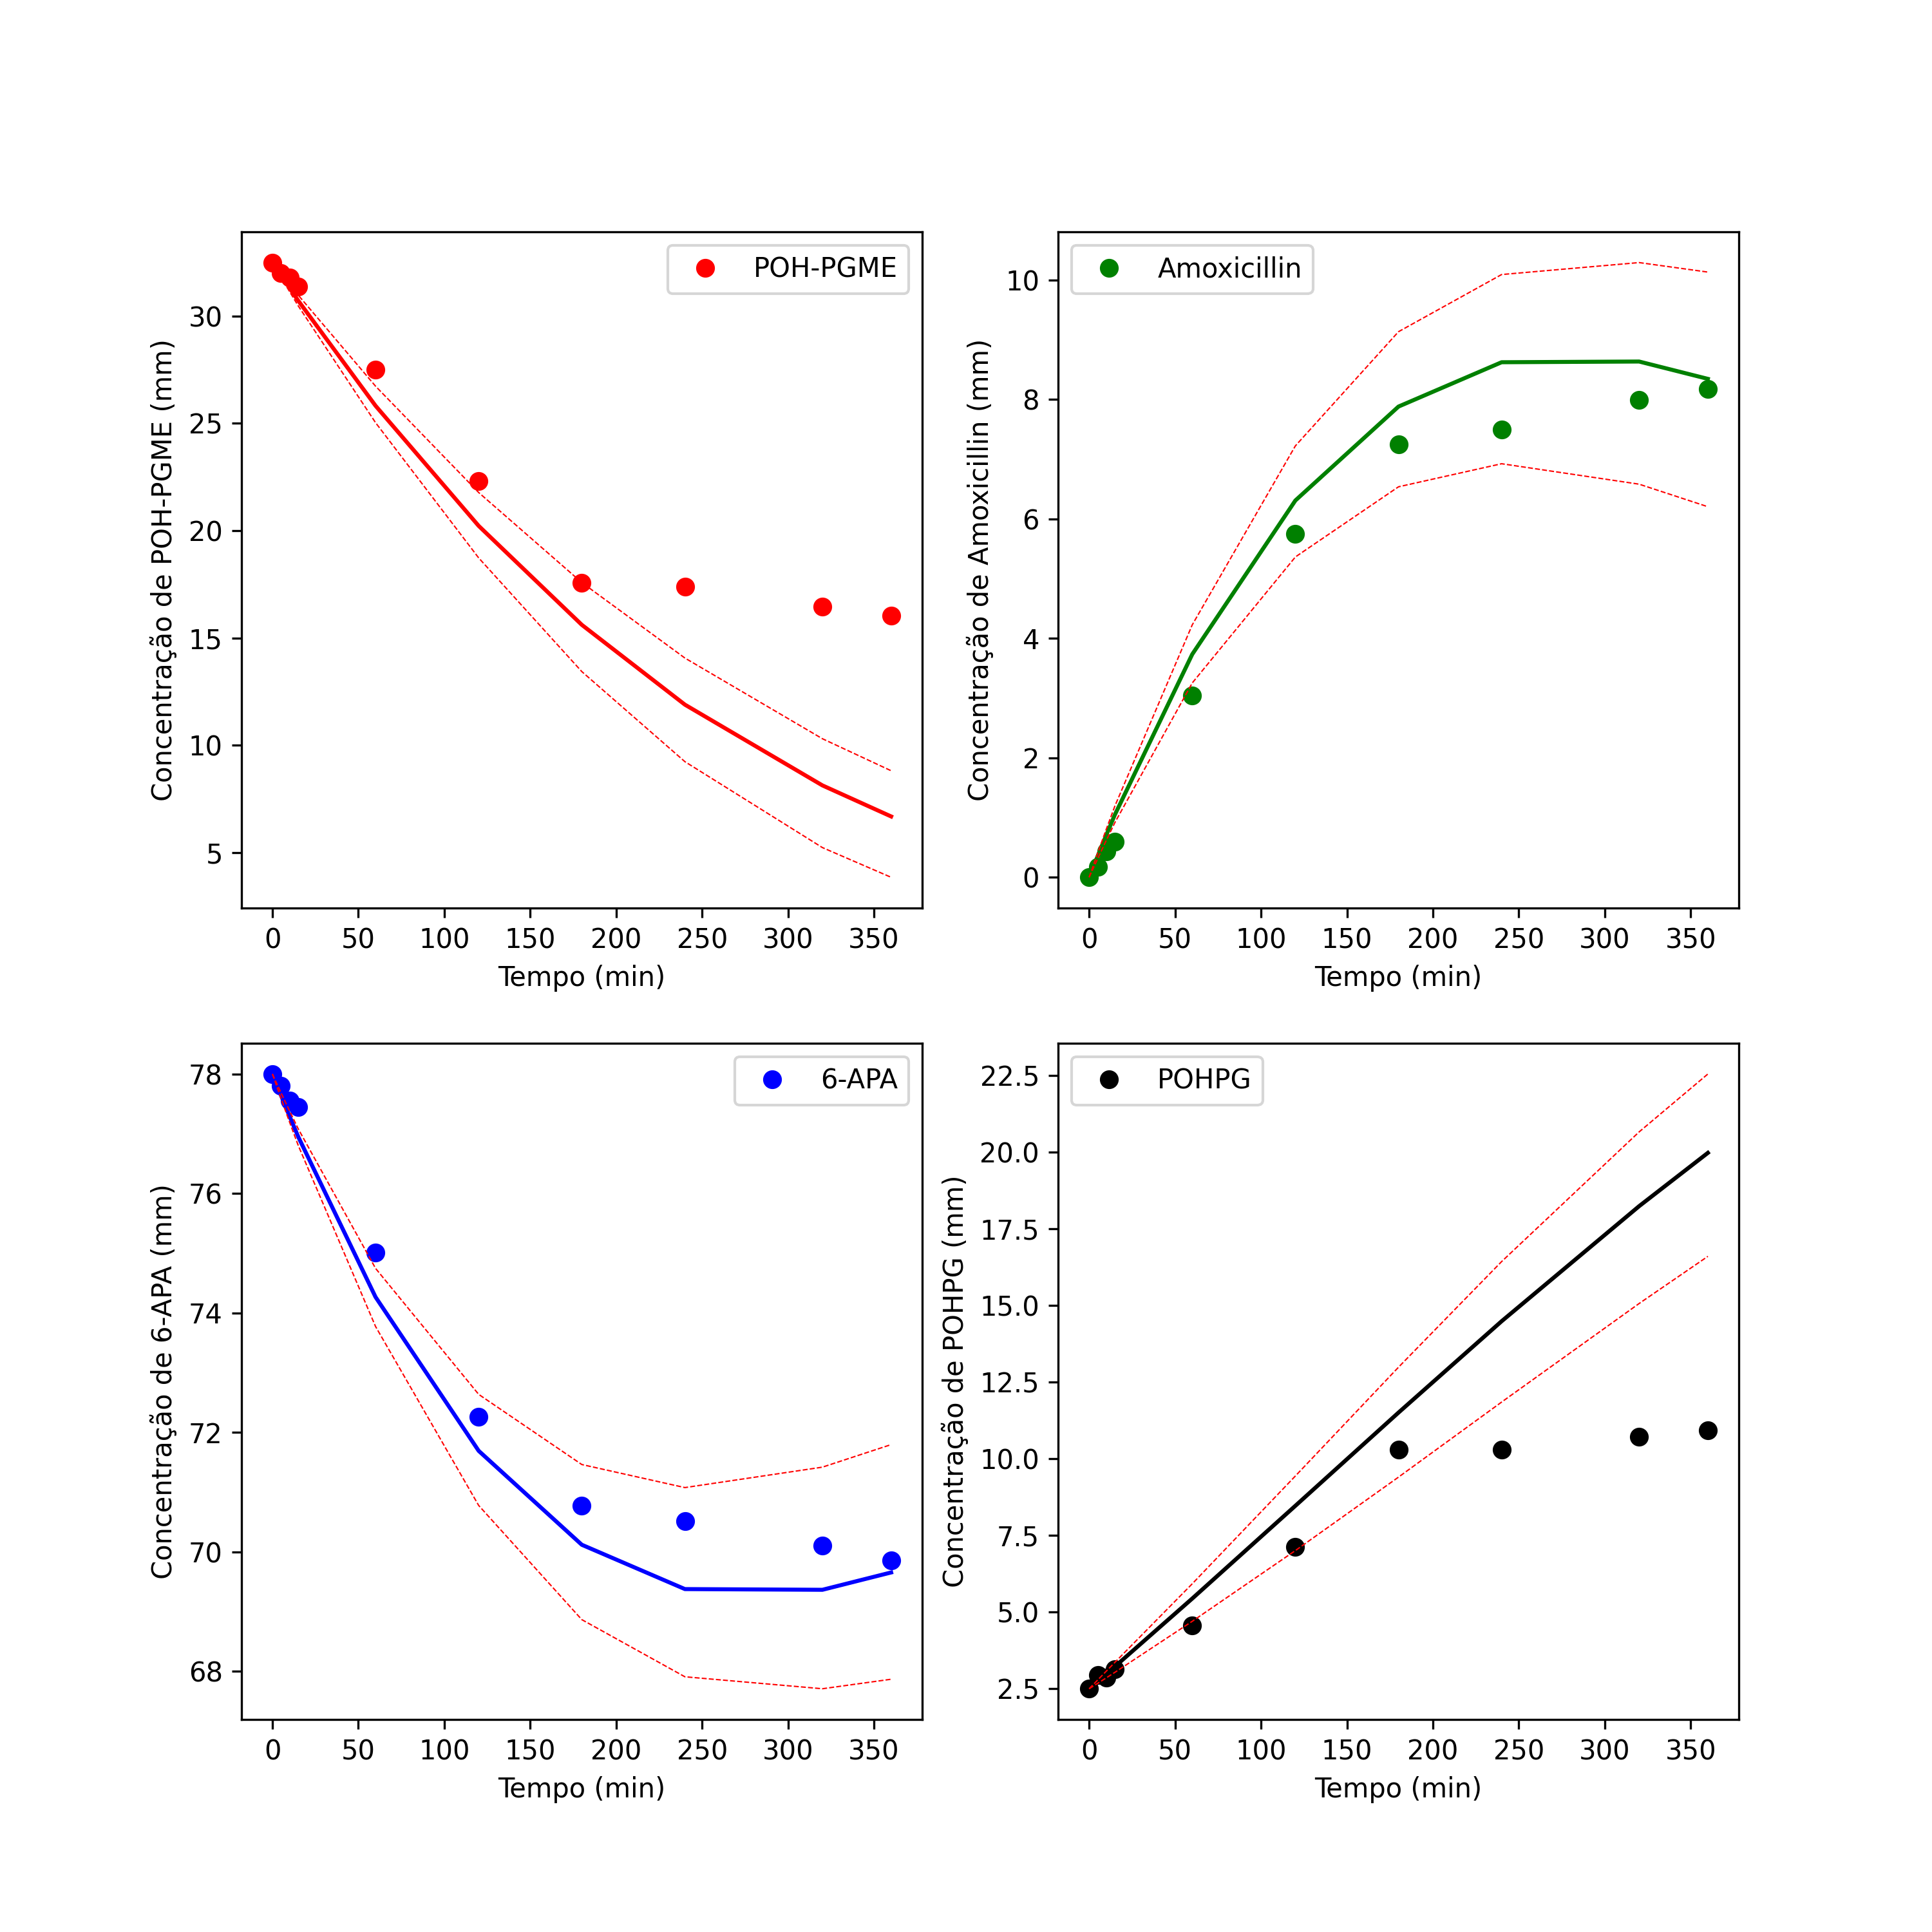 POH-PGME
Concentração de POH-PGME (mm)
30
25
20
15
10
5
0 50 100 150 200 250 300 350
Tempo (min)
Amoxicillin
Concentração de Amoxicillin (mm)
10
8
6
4
2
0
0 50 100 150 200 250 300 350
Tempo (min)
6-APA
Concentração de 6-APA (mm)
78
76
74
72
70
68
0 50 100 150 200 250 300 350
Tempo (min)
POHPG
Concentração de POHPG (mm)
22.5
20.0
17.5
15.0
12.5
10.0
7.5
5.0
2.5
0 50 100 150 200 250 300 350
Tempo (min)